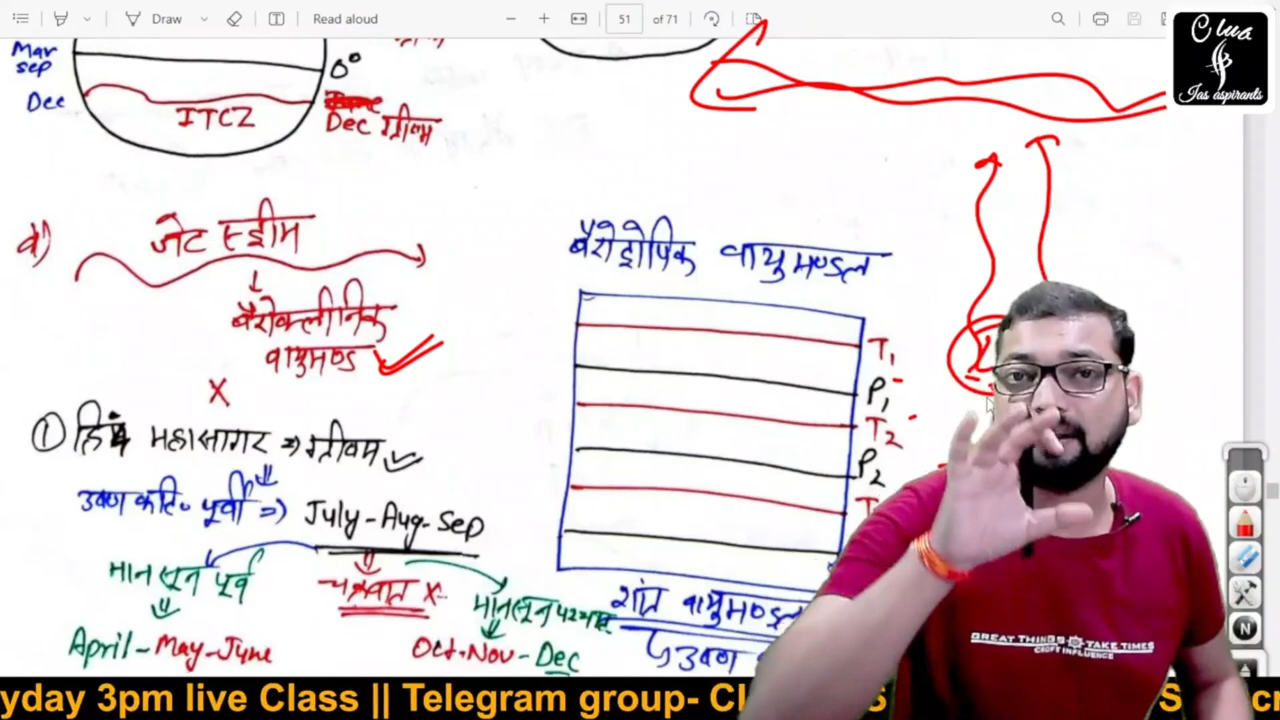 Draw
Read aloud
51 of 71
Clua
Ias aspirants
Mar
Sep
0°
Dec
ITCZ
Dec ग्रीष्म
जेट स्ट्रीम
बैरोक्लीनिक
वायुमण्ड
X
बैरोट्रोपिक वायुमण्डल
T1
P1
T2
P2
T
① हिन्द महासागर => ग्रीष्म
उष्ण कटि० पूर्वी =>
July-Aug-Sep
मानसून पूर्व
चक्रवात X
मानसून पश्चात
April-May-June
Oct-Nov-Dec
शांत वायुमण्डल
उष्ण
GREAT THINGS TAKE TIMES
N
yday 3pm live Class || Telegram group- Cl
S